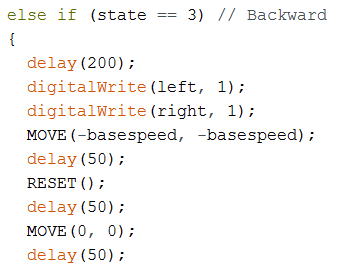 else if (state == 3) // Backward
{
delay(200);
digitalWrite(left, 1);
digitalWrite(right, 1);
MOVE(-basespeed, -basespeed);
delay(50);
RESET();
delay(50);
MOVE(0, 0);
delay(50);